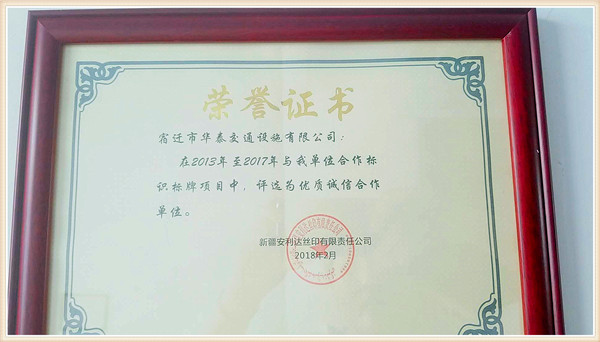 荣誉证书
宿迁市华泰交通设施有限公司：
在2013年至2017年与我单位合作标
识标牌项目中，评选为优质诚信合作
单位。
新疆安利达丝印有限责任公司
2018年2月